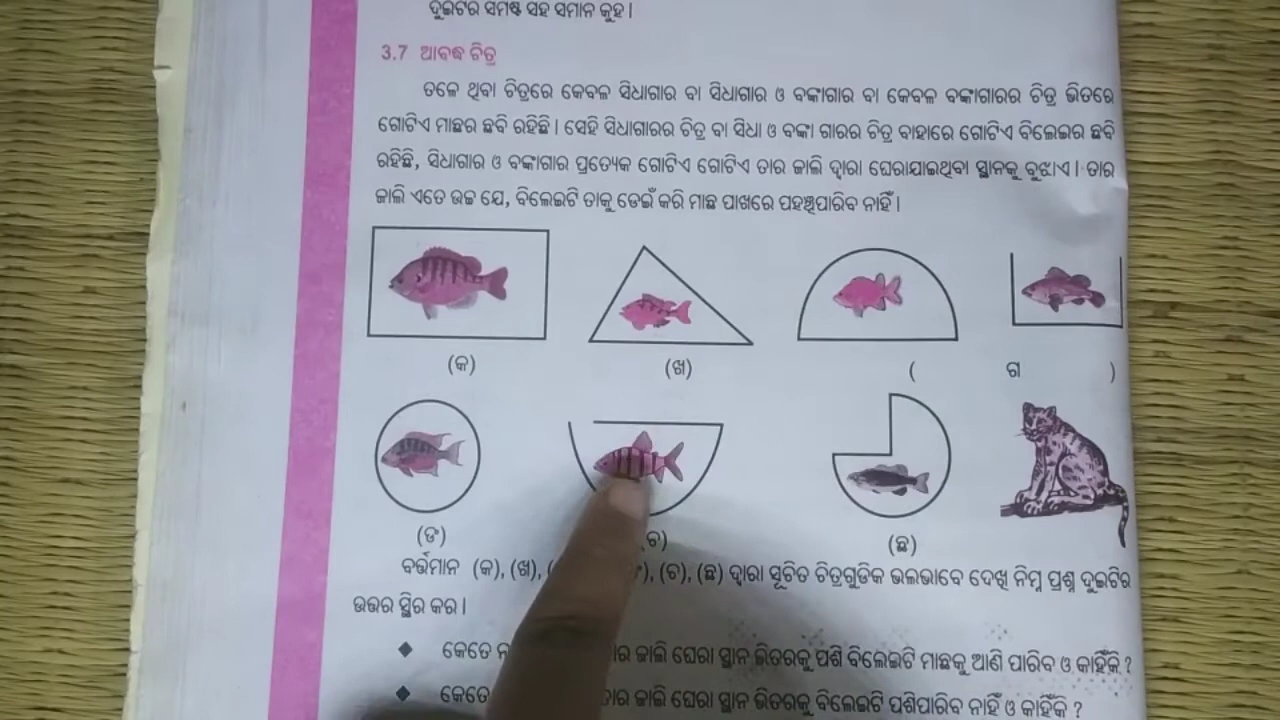 ଦୁଇଟିର ସମଷ୍ଟି ସହ ସମାନ କୁହ ।
3.7 ଆବଦ୍ଧ ଚିତ୍ର
ତଳେ ଥିବା ଚିତ୍ରରେ କେବଳ ସିଧାଗାର ବା ସିଧାଗାର ଓ ବଙ୍କାଗାର ବା କେବଳ ବଙ୍କାଗାରର ଚିତ୍ର ଭିତରେ
ଗୋଟିଏ ମାଛର ଛବି ରହିଛି । ସେହି ସିଧାଗାରର ଚିତ୍ର ବା ସିଧା ଓ ବଙ୍କା ଗାରର ଚିତ୍ର ବାହାରେ ଗୋଟିଏ ବିଲେଇର ଛବି
ରହିଛି, ସିଧାଗାର ଓ ବଙ୍କାଗାର ପ୍ରତ୍ୟେକ ଗୋଟିଏ ଗୋଟିଏ ତାର ଜାଲି ଦ୍ୱାରା ଘେରାଯାଇଥିବା ସ୍ଥାନକୁ ବୁଝାଏ । ତାର
ଜାଲି ଏତେ ଉଚ୍ଚ ଯେ, ବିଲେଇଟି ତାକୁ ଡେଇଁ କରି ମାଛ ପାଖରେ ପହଞ୍ଚିପାରିବ ନାହିଁ ।
(କ) (ଖ) ( ଗ )
(ଙ) ଚ) (ଛ)
ବର୍ତ୍ତମାନ (କ), (ଖ), ( ), (ଚ), (ଛ) ଦ୍ୱାରା ସୂଚିତ ଚିତ୍ରଗୁଡିକ ଭଲଭାବେ ଦେଖି ନିମ୍ନ ପ୍ରଶ୍ନ ଦୁଇଟିର
ଉତ୍ତର ସ୍ଥିର କର ।
◆ କେତେ ଜାଲି ଘେରା ସ୍ଥାନ ଭିତରକୁ ପଶି ବିଲେଇଟି ମାଛକୁ ଆଣି ପାରିବ ଓ କାହିଁକି ?
◆ କେତେ ତାର ଜାଲି ଘେରା ସ୍ଥାନ ଭିତରକୁ ବିଲେଇଟି ପଶିପାରିବ ନାହିଁ ଓ କାହିଁକି ?